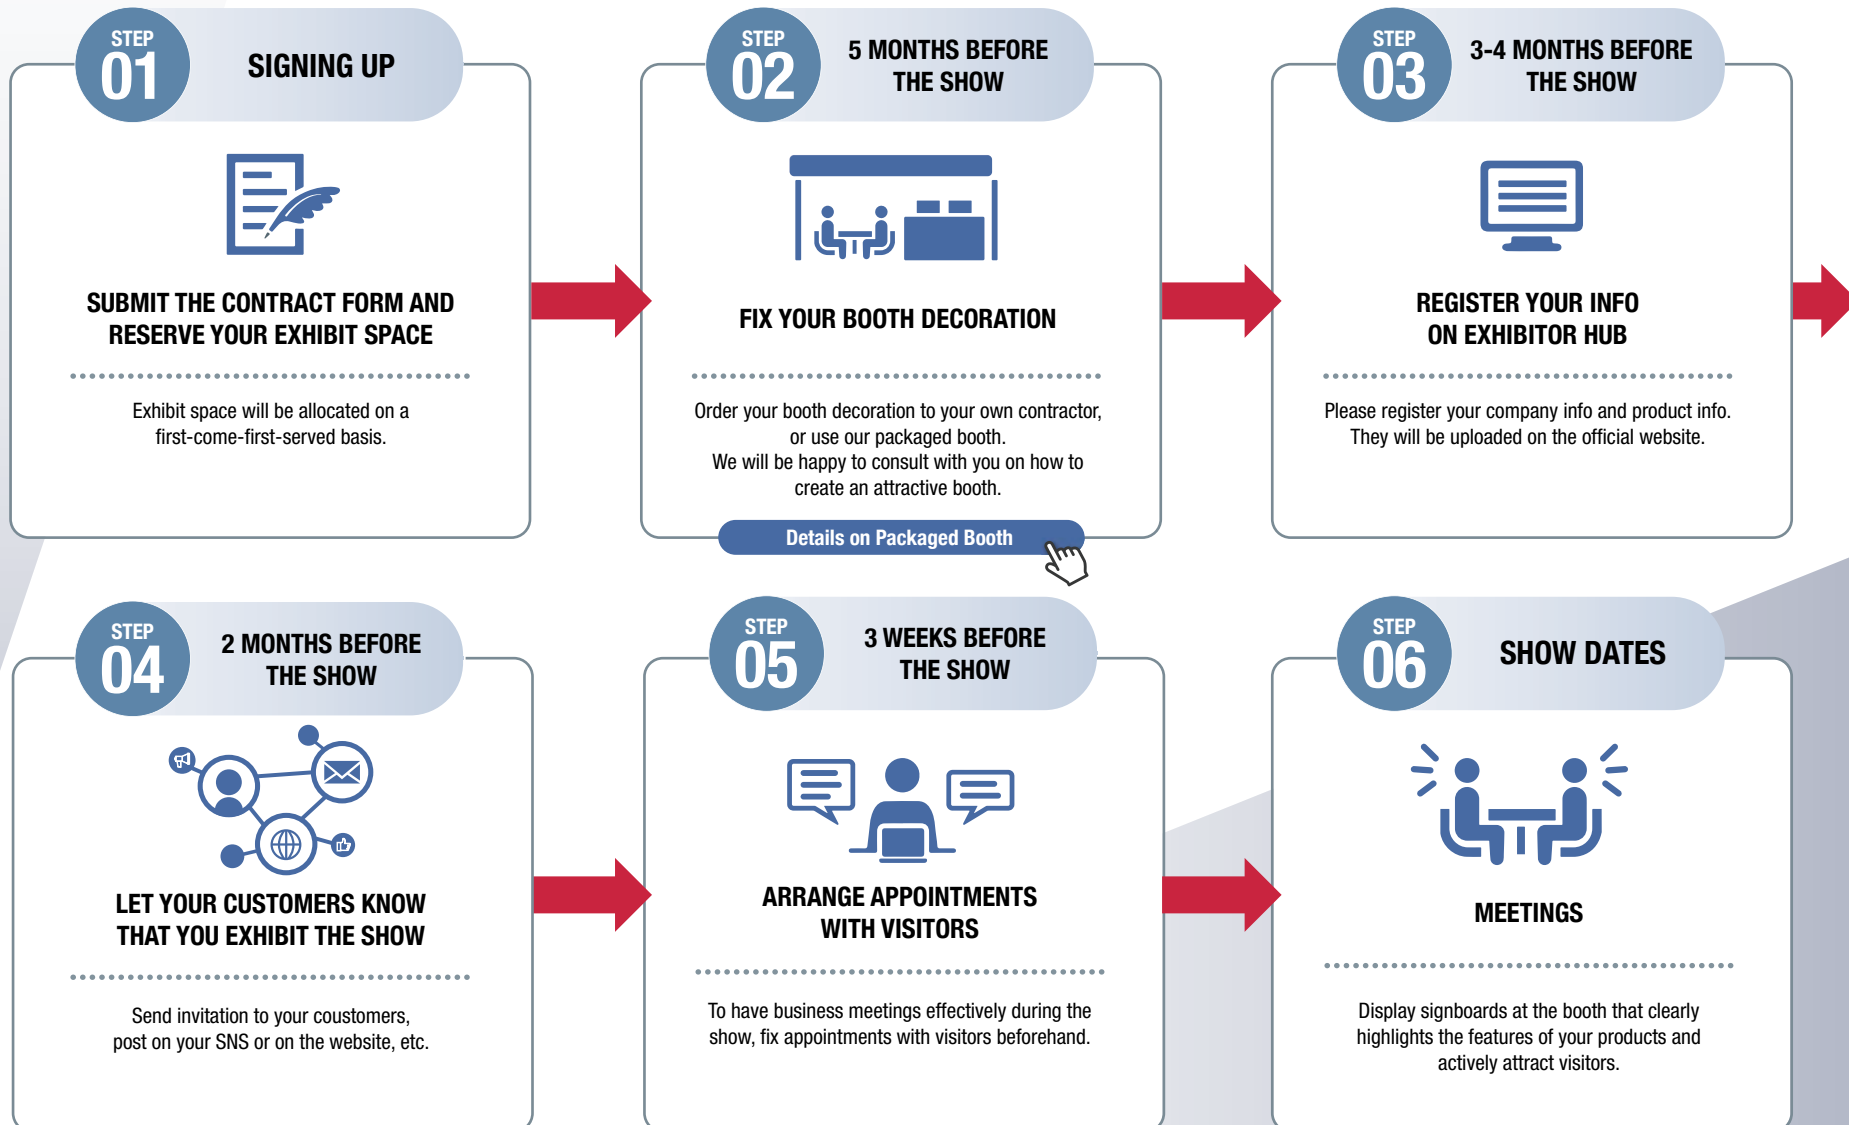 STEP
01
SIGNING UP
SUBMIT THE CONTRACT FORM AND
RESERVE YOUR EXHIBIT SPACE
Exhibit space will be allocated on a
first-come-first-served basis.
STEP
02
5 MONTHS BEFORE
THE SHOW
FIX YOUR BOOTH DECORATION
Order your booth decoration to your own contractor,
or use our packaged booth.
We will be happy to consult with you on how to
create an attractive booth.
Details on Packaged Booth
STEP
03
3-4 MONTHS BEFORE
THE SHOW
REGISTER YOUR INFO
ON EXHIBITOR HUB
Please register your company info and product info.
They will be uploaded on the official website.
STEP
04
2 MONTHS BEFORE
THE SHOW
LET YOUR CUSTOMERS KNOW
THAT YOU EXHIBIT THE SHOW
Send invitation to your coustomers,
post on your SNS or on the website, etc.
STEP
05
3 WEEKS BEFORE
THE SHOW
ARRANGE APPOINTMENTS
WITH VISITORS
To have business meetings effectively during the
show, fix appointments with visitors beforehand.
STEP
06
SHOW DATES
MEETINGS
Display signboards at the booth that clearly
highlights the features of your products and
actively attract visitors.